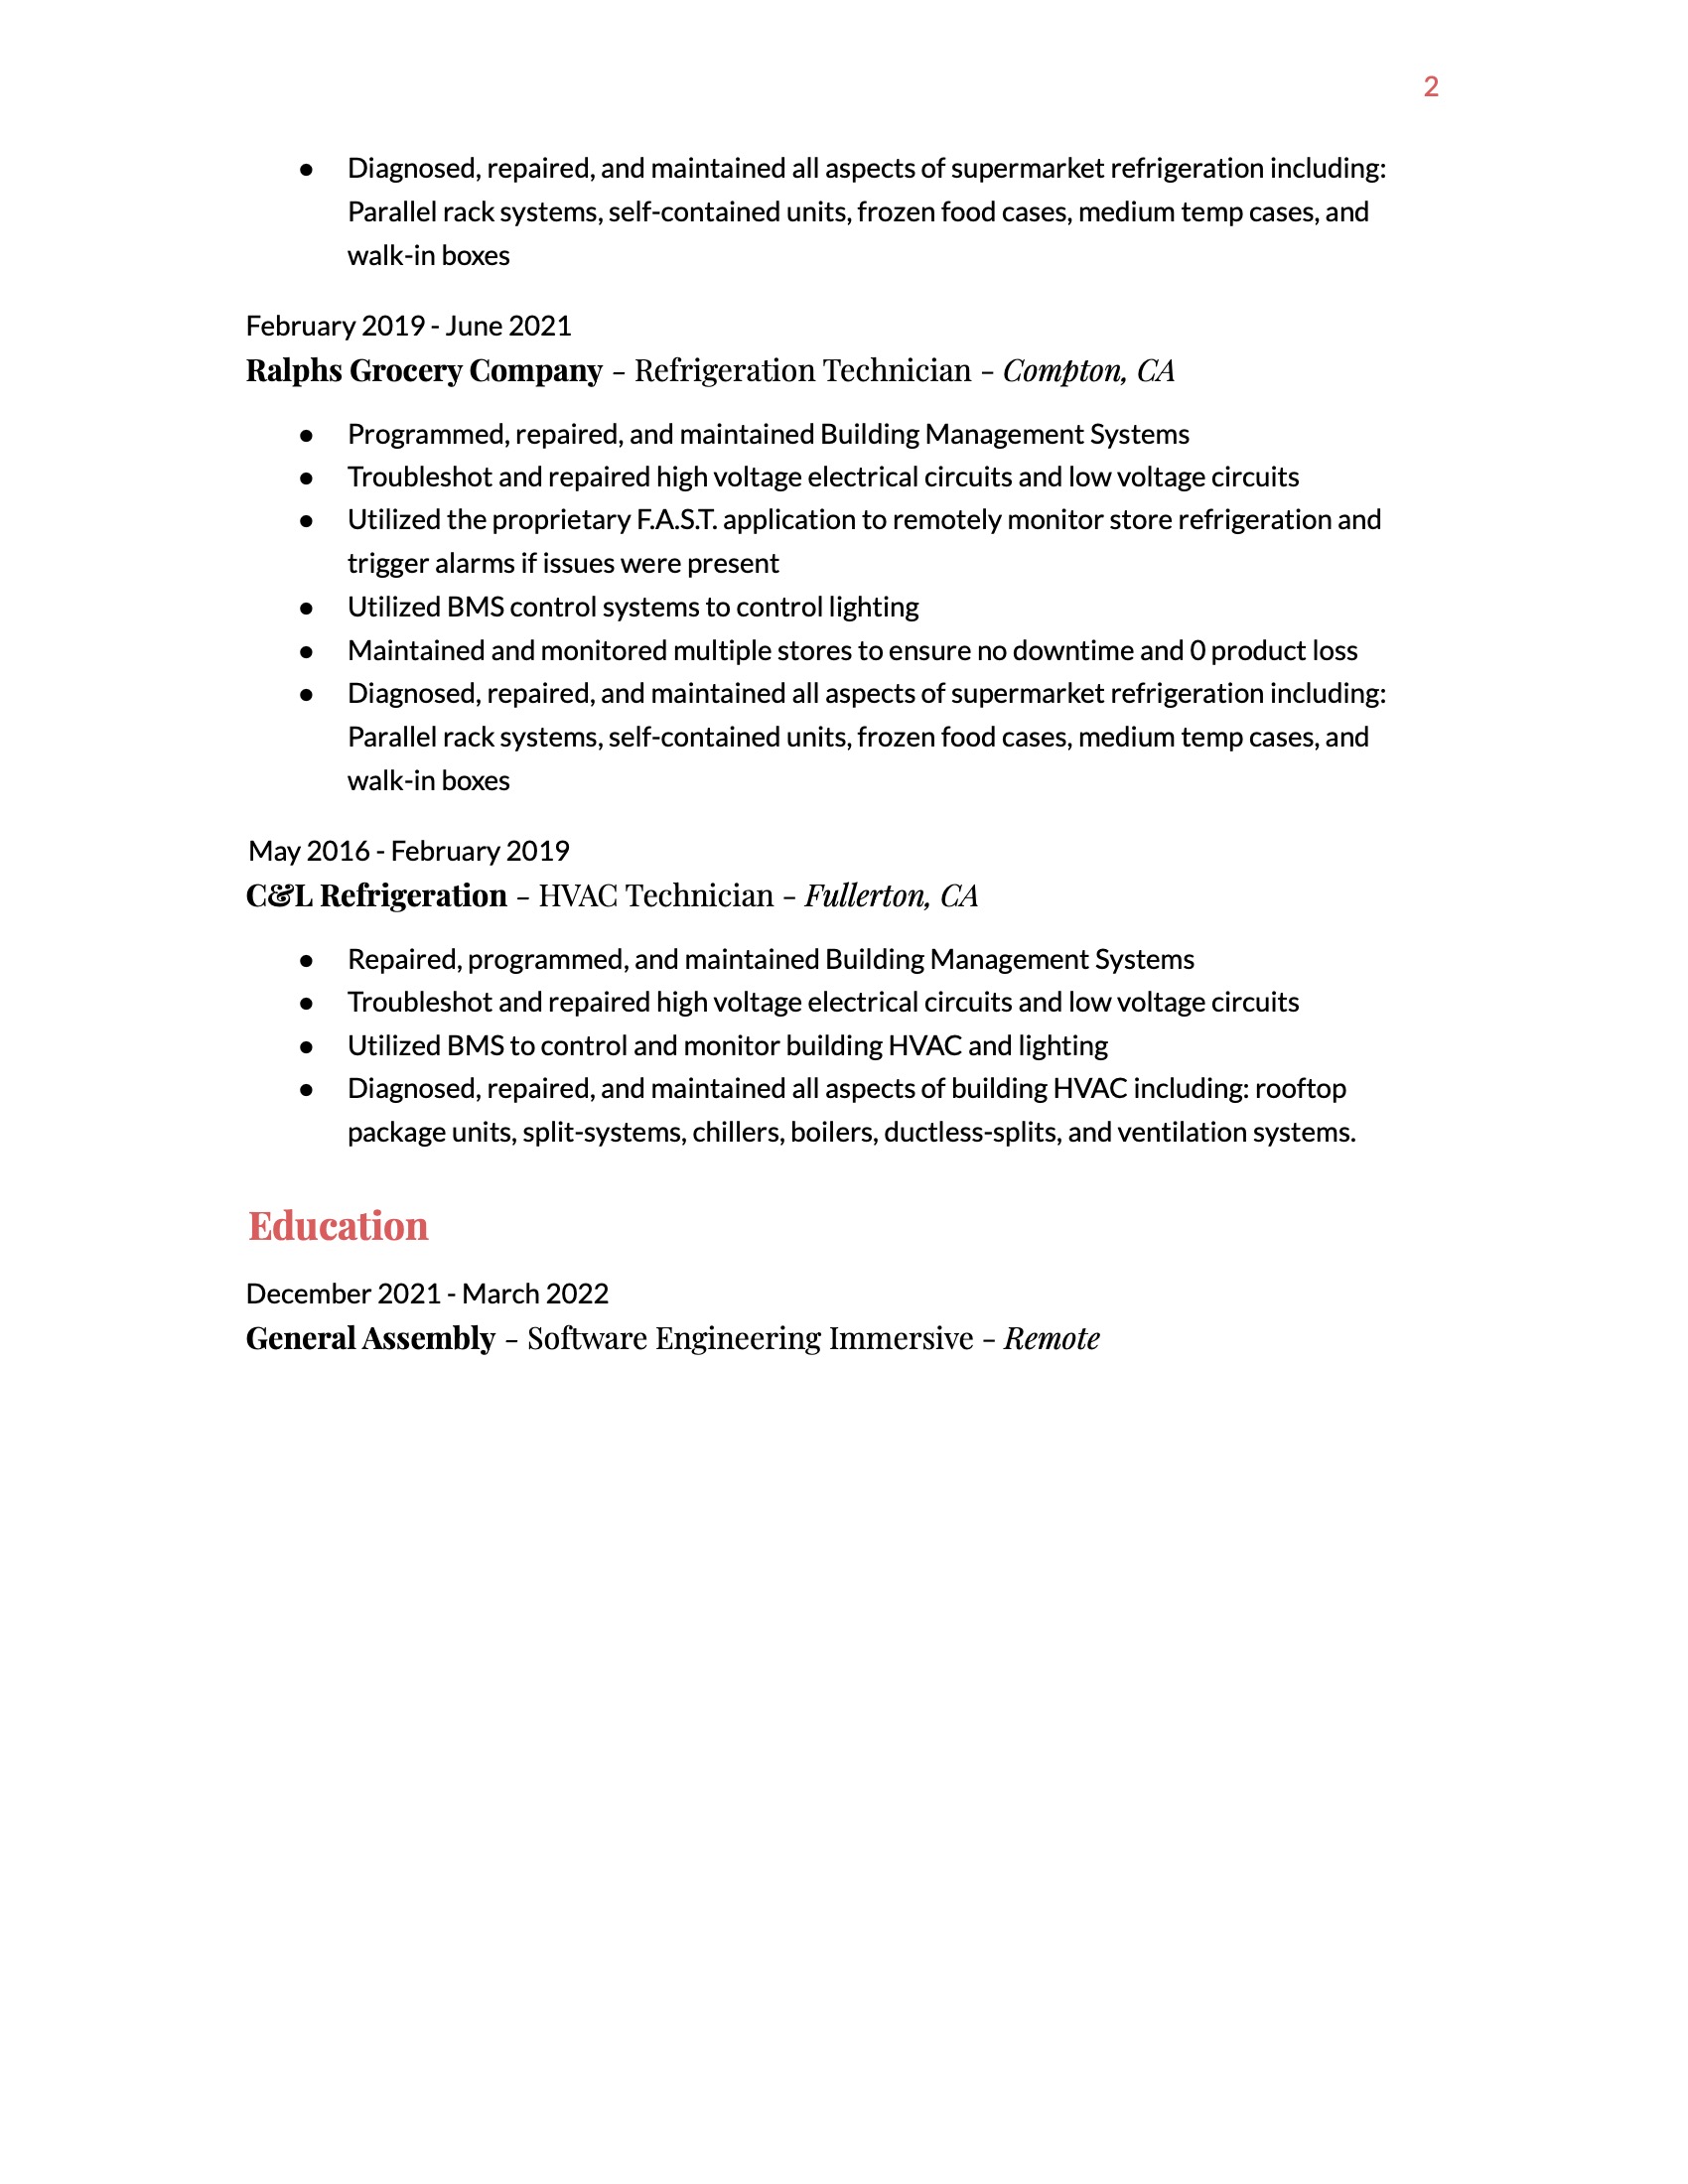 2
● Diagnosed, repaired, and maintained all aspects of supermarket refrigeration including:
Parallel rack systems, self-contained units, frozen food cases, medium temp cases, and
walk-in boxes
February 2019 - June 2021
Ralphs Grocery Company – Refrigeration Technician – Compton, CA
● Programmed, repaired, and maintained Building Management Systems
● Troubleshot and repaired high voltage electrical circuits and low voltage circuits
● Utilized the proprietary F.A.S.T. application to remotely monitor store refrigeration and
trigger alarms if issues were present
● Utilized BMS control systems to control lighting
● Maintained and monitored multiple stores to ensure no downtime and 0 product loss
● Diagnosed, repaired, and maintained all aspects of supermarket refrigeration including:
Parallel rack systems, self-contained units, frozen food cases, medium temp cases, and
walk-in boxes
May 2016 - February 2019
C&L Refrigeration – HVAC Technician – Fullerton, CA
● Repaired, programmed, and maintained Building Management Systems
● Troubleshot and repaired high voltage electrical circuits and low voltage circuits
● Utilized BMS to control and monitor building HVAC and lighting
● Diagnosed, repaired, and maintained all aspects of building HVAC including: rooftop
package units, split-systems, chillers, boilers, ductless-splits, and ventilation systems.
Education
December 2021 - March 2022
General Assembly – Software Engineering Immersive – Remote